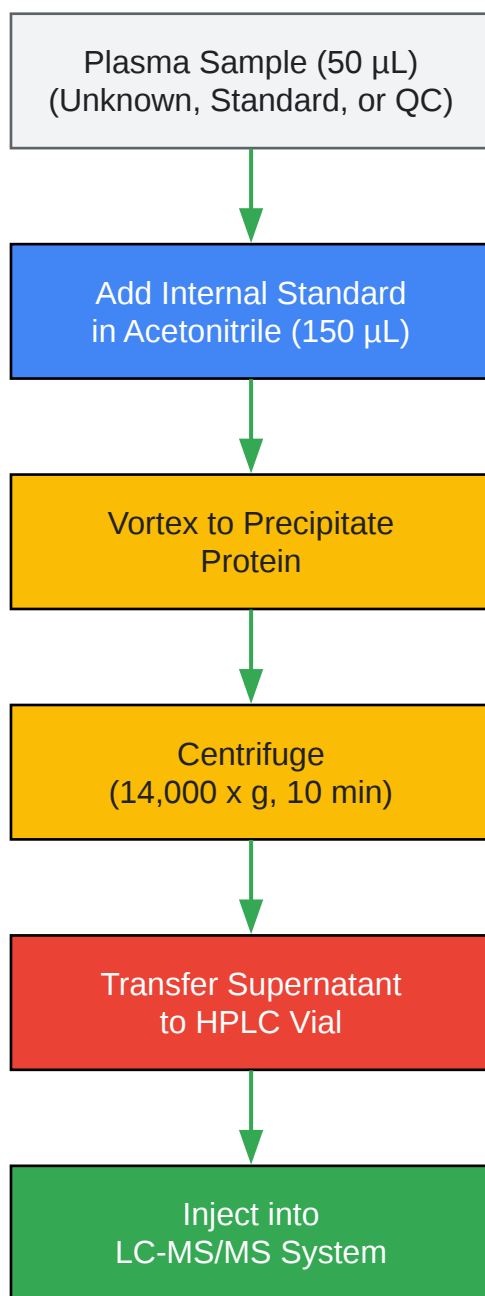 Plasma Sample (50 µL)
(Unknown, Standard, or QC)
Add Internal Standard
in Acetonitrile (150 µL)
Vortex to Precipitate
Protein
Centrifuge
(14,000 x g, 10 min)
Transfer Supernatant
to HPLC Vial
Inject into
LC-MS/MS System